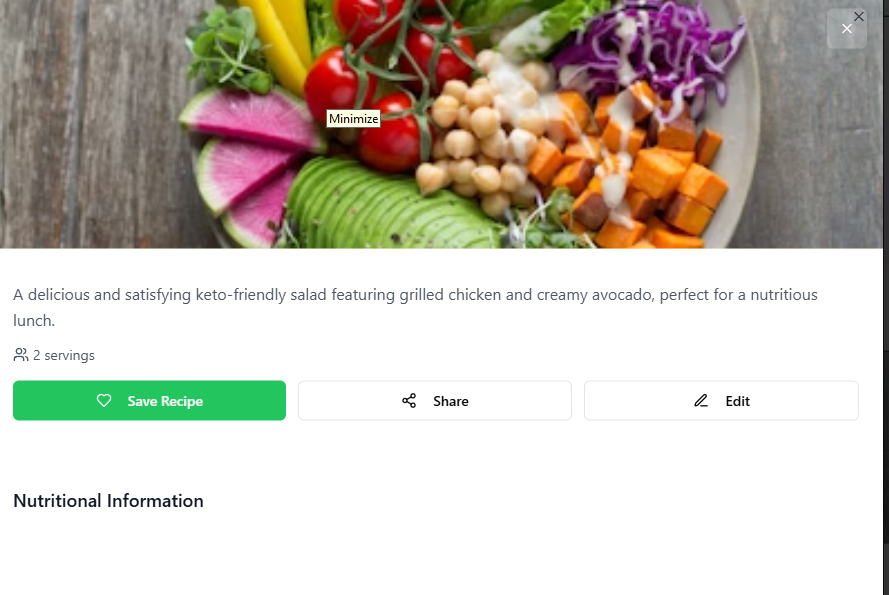 Minimize
A delicious and satisfying keto-friendly salad featuring grilled chicken and creamy avocado, perfect for a nutritious
lunch.
2 servings
Save Recipe
Share
Edit
Nutritional Information